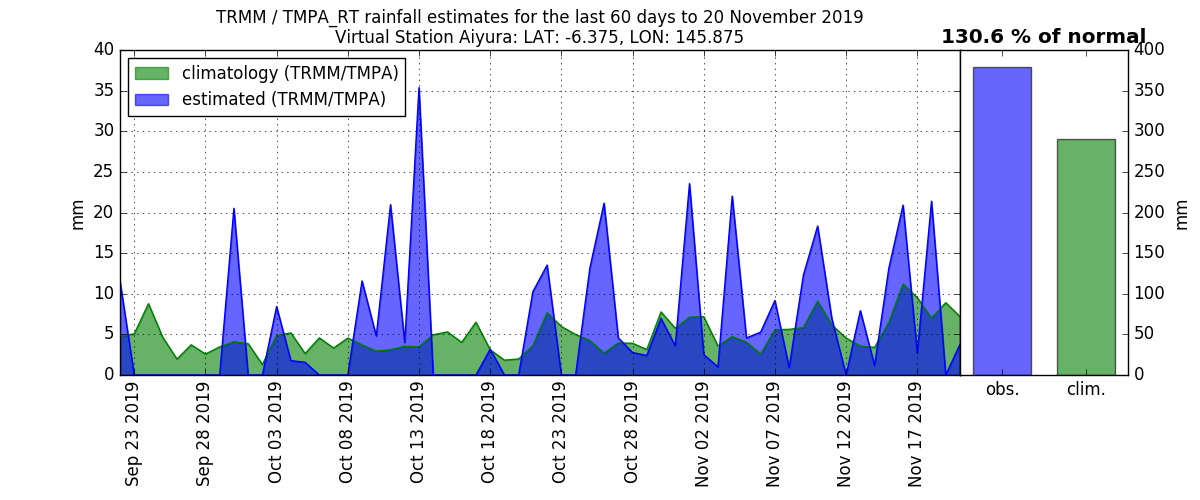 TRMM / TMPA_RT rainfall estimates for the last 60 days to 20 November 2019
Virtual Station Aiyura: LAT: -6.375, LON: 145.875
130.6 % of normal
climatology (TRMM/TMPA)
estimated (TRMM/TMPA)
mm
40
35
30
25
20
15
10
5
0
Sep 23 2019
Sep 28 2019
Oct 03 2019
Oct 08 2019
Oct 13 2019
Oct 18 2019
Oct 23 2019
Oct 28 2019
Nov 02 2019
Nov 07 2019
Nov 12 2019
Nov 17 2019
obs.
clim.
400
350
300
250
200
150
100
50
0
mm